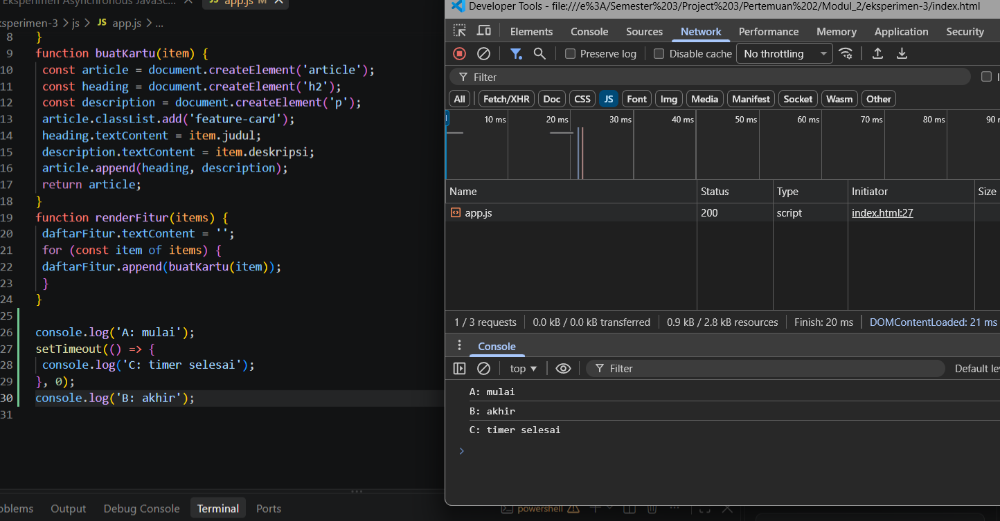 Eksperimen Asynchronous JavaSc...
JS app.js M
ksperimen-3 > js > JS app.js > ...
8 }
9 function buatKartu(item) {
10 const article = document.createElement('article');
11 const heading = document.createElement('h2');
12 const description = document.createElement('p');
13 article.classList.add('feature-card');
14 heading.textContent = item.judul;
15 description.textContent = item.deskripsi;
16 article.append(heading, description);
17 return article;
18 }
19 function renderFitur(items) {
20 daftarFitur.textContent = '';
21 for (const item of items) {
22 daftarFitur.append(buatKartu(item));
23 }
24 }
25
26 console.log('A: mulai');
27 setTimeout(() => {
28 console.log('C: timer selesai');
29 }, 0);
30 console.log('B: akhir');
31
oblems Output Debug Console Terminal Ports
powershell
Developer Tools - file:///e%3A/Semester%203/Project%203/Pertemuan%202/Modul_2/eksperimen-3/index.html
Elements Console Sources Network Performance Memory Application Security
Preserve log Disable cache No throttling
Filter
All Fetch/XHR Doc CSS JS Font Img Media Manifest Socket Wasm Other
10 ms 20 ms 30 ms 40 ms 50 ms 60 ms 70 ms 80 ms 90 m
Name Status Type Initiator Size
app.js 200 script index.html:27
1 / 3 requests 0.0 kB / 0.0 kB transferred 0.9 kB / 2.8 kB resources Finish: 20 ms DOMContentLoaded: 21 ms
Console
top Filter Default lev
A: mulai
B: akhir
C: timer selesai